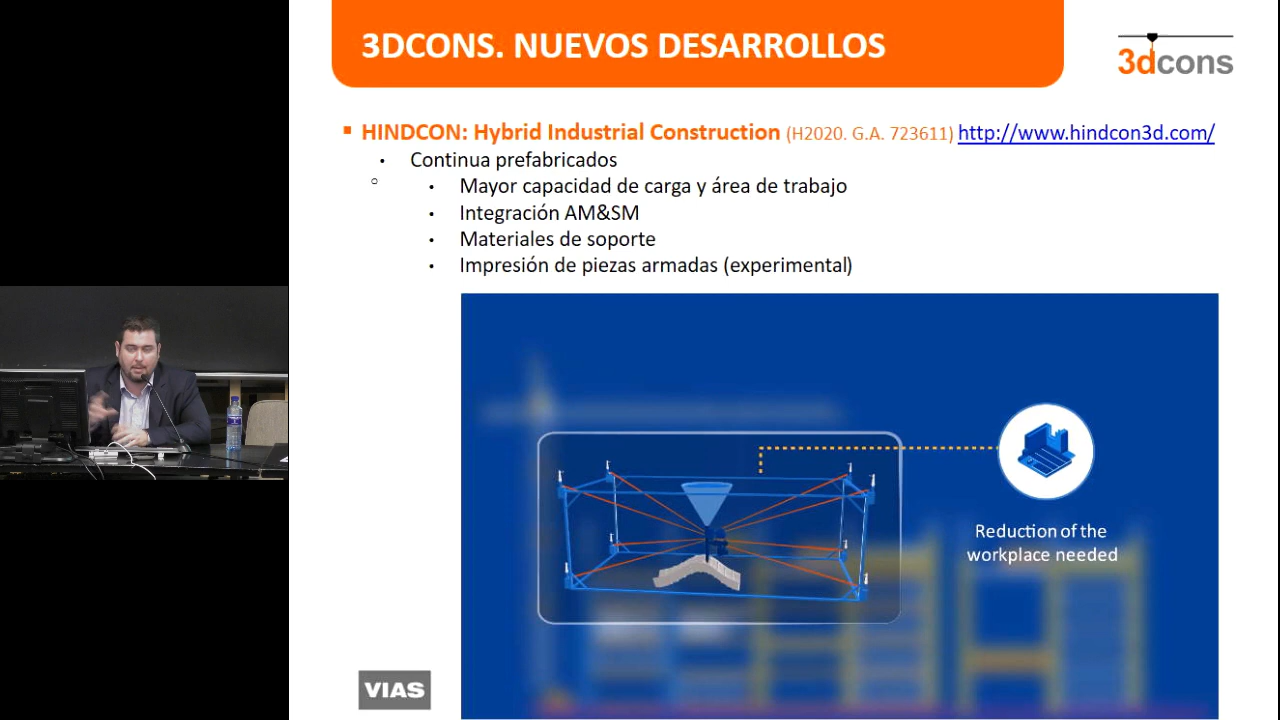 3DCONS. NUEVOS DESARROLLOS
3dcons
▪ HINDCON: Hybrid Industrial Construction (H2020. G.A. 723611) http://www.hindcon3d.com/
• Continua prefabricados
• Mayor capacidad de carga y área de trabajo
• Integración AM&SM
• Materiales de soporte
• Impresión de piezas armadas (experimental)
Reduction of the
workplace needed
VIAS